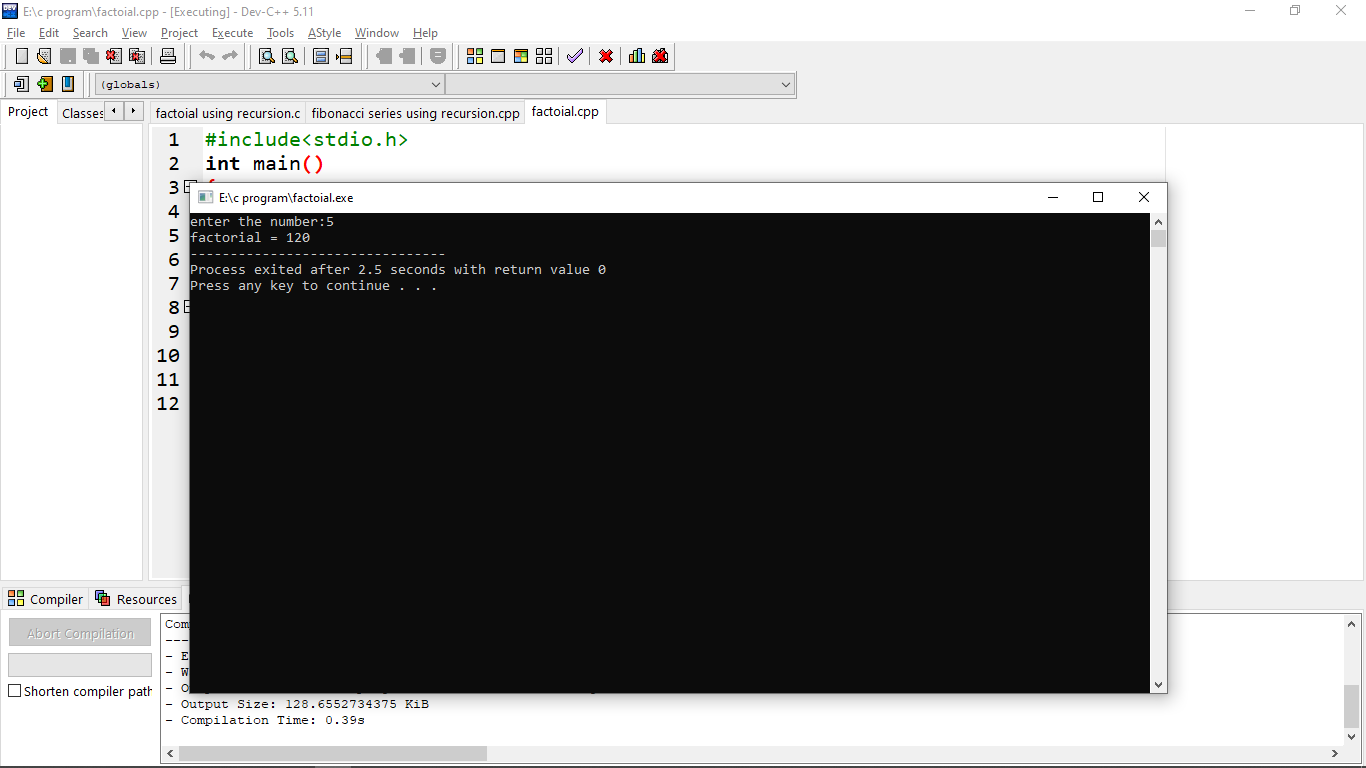 E:\c program\factoial.cpp - [Executing] - Dev-C++ 5.11
File Edit Search View Project Execute Tools AStyle Window Help
(globals)
Project Classes factoial using recursion.c fibonacci series using recursion.cpp factoial.cpp
1 #include<stdio.h>
2 int main()
3
4
5
6
7
8
9
10
11
12
E:\c program\factoial.exe
enter the number:5
factorial = 120
--------------------------------
Process exited after 2.5 seconds with return value 0
Press any key to continue . . .
Compiler Resources
Abort Compilation
Shorten compiler path
- Output Size: 128.6552734375 KiB
- Compilation Time: 0.39s